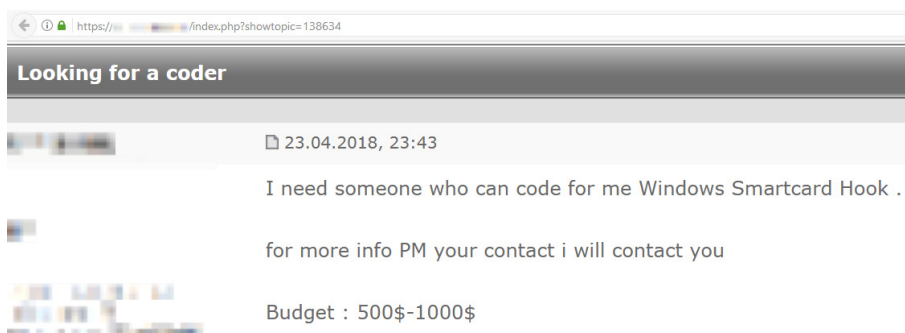 https:// /index.php?showtopic=138634
Looking for a coder
23.04.2018, 23:43
I need someone who can code for me Windows Smartcard Hook .
for more info PM your contact i will contact you
Budget : 500$-1000$